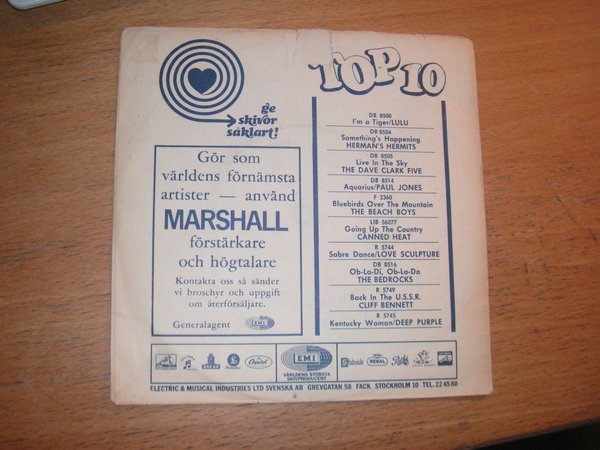 ge
skivor
såklart!
Gör som
världens förnämsta
artister — använd
MARSHALL
förstärkare
och högtalare
Kontakta oss så sänder
vi broschyr och uppgift
om återförsäljare.
Generalagent EMI
TOP 10
DB 8500
I'm a Tiger/LULU
DB 8504
Something's Happening
HERMAN'S HERMITS
DB 8505
Live In The Sky
THE DAVE CLARK FIVE
DB 8514
Aquarius/PAUL JONES
F 2360
Bluebirds Over The Mountain
THE BEACH BOYS
LIB 56077
Going Up The Country
CANNED HEAT
R 5744
Sabre Dance/LOVE SCULPTURE
DB 8516
Ob-La-Di, Ob-La-Da
THE BEDROCKS
R 5749
Back In The U.S.S.R.
CLIFF BENNETT
R 5745
Kentucky Woman/DEEP PURPLE
Capitol
EMI
REGAL
VÄRLDENS STÖRSTA
SKIVPRODUCENT
ELECTRIC & MUSICAL INDUSTRIES LTD SVENSKA AB GREVGATAN 58 FACK STOCKHOLM 10 TEL. 22 45 80